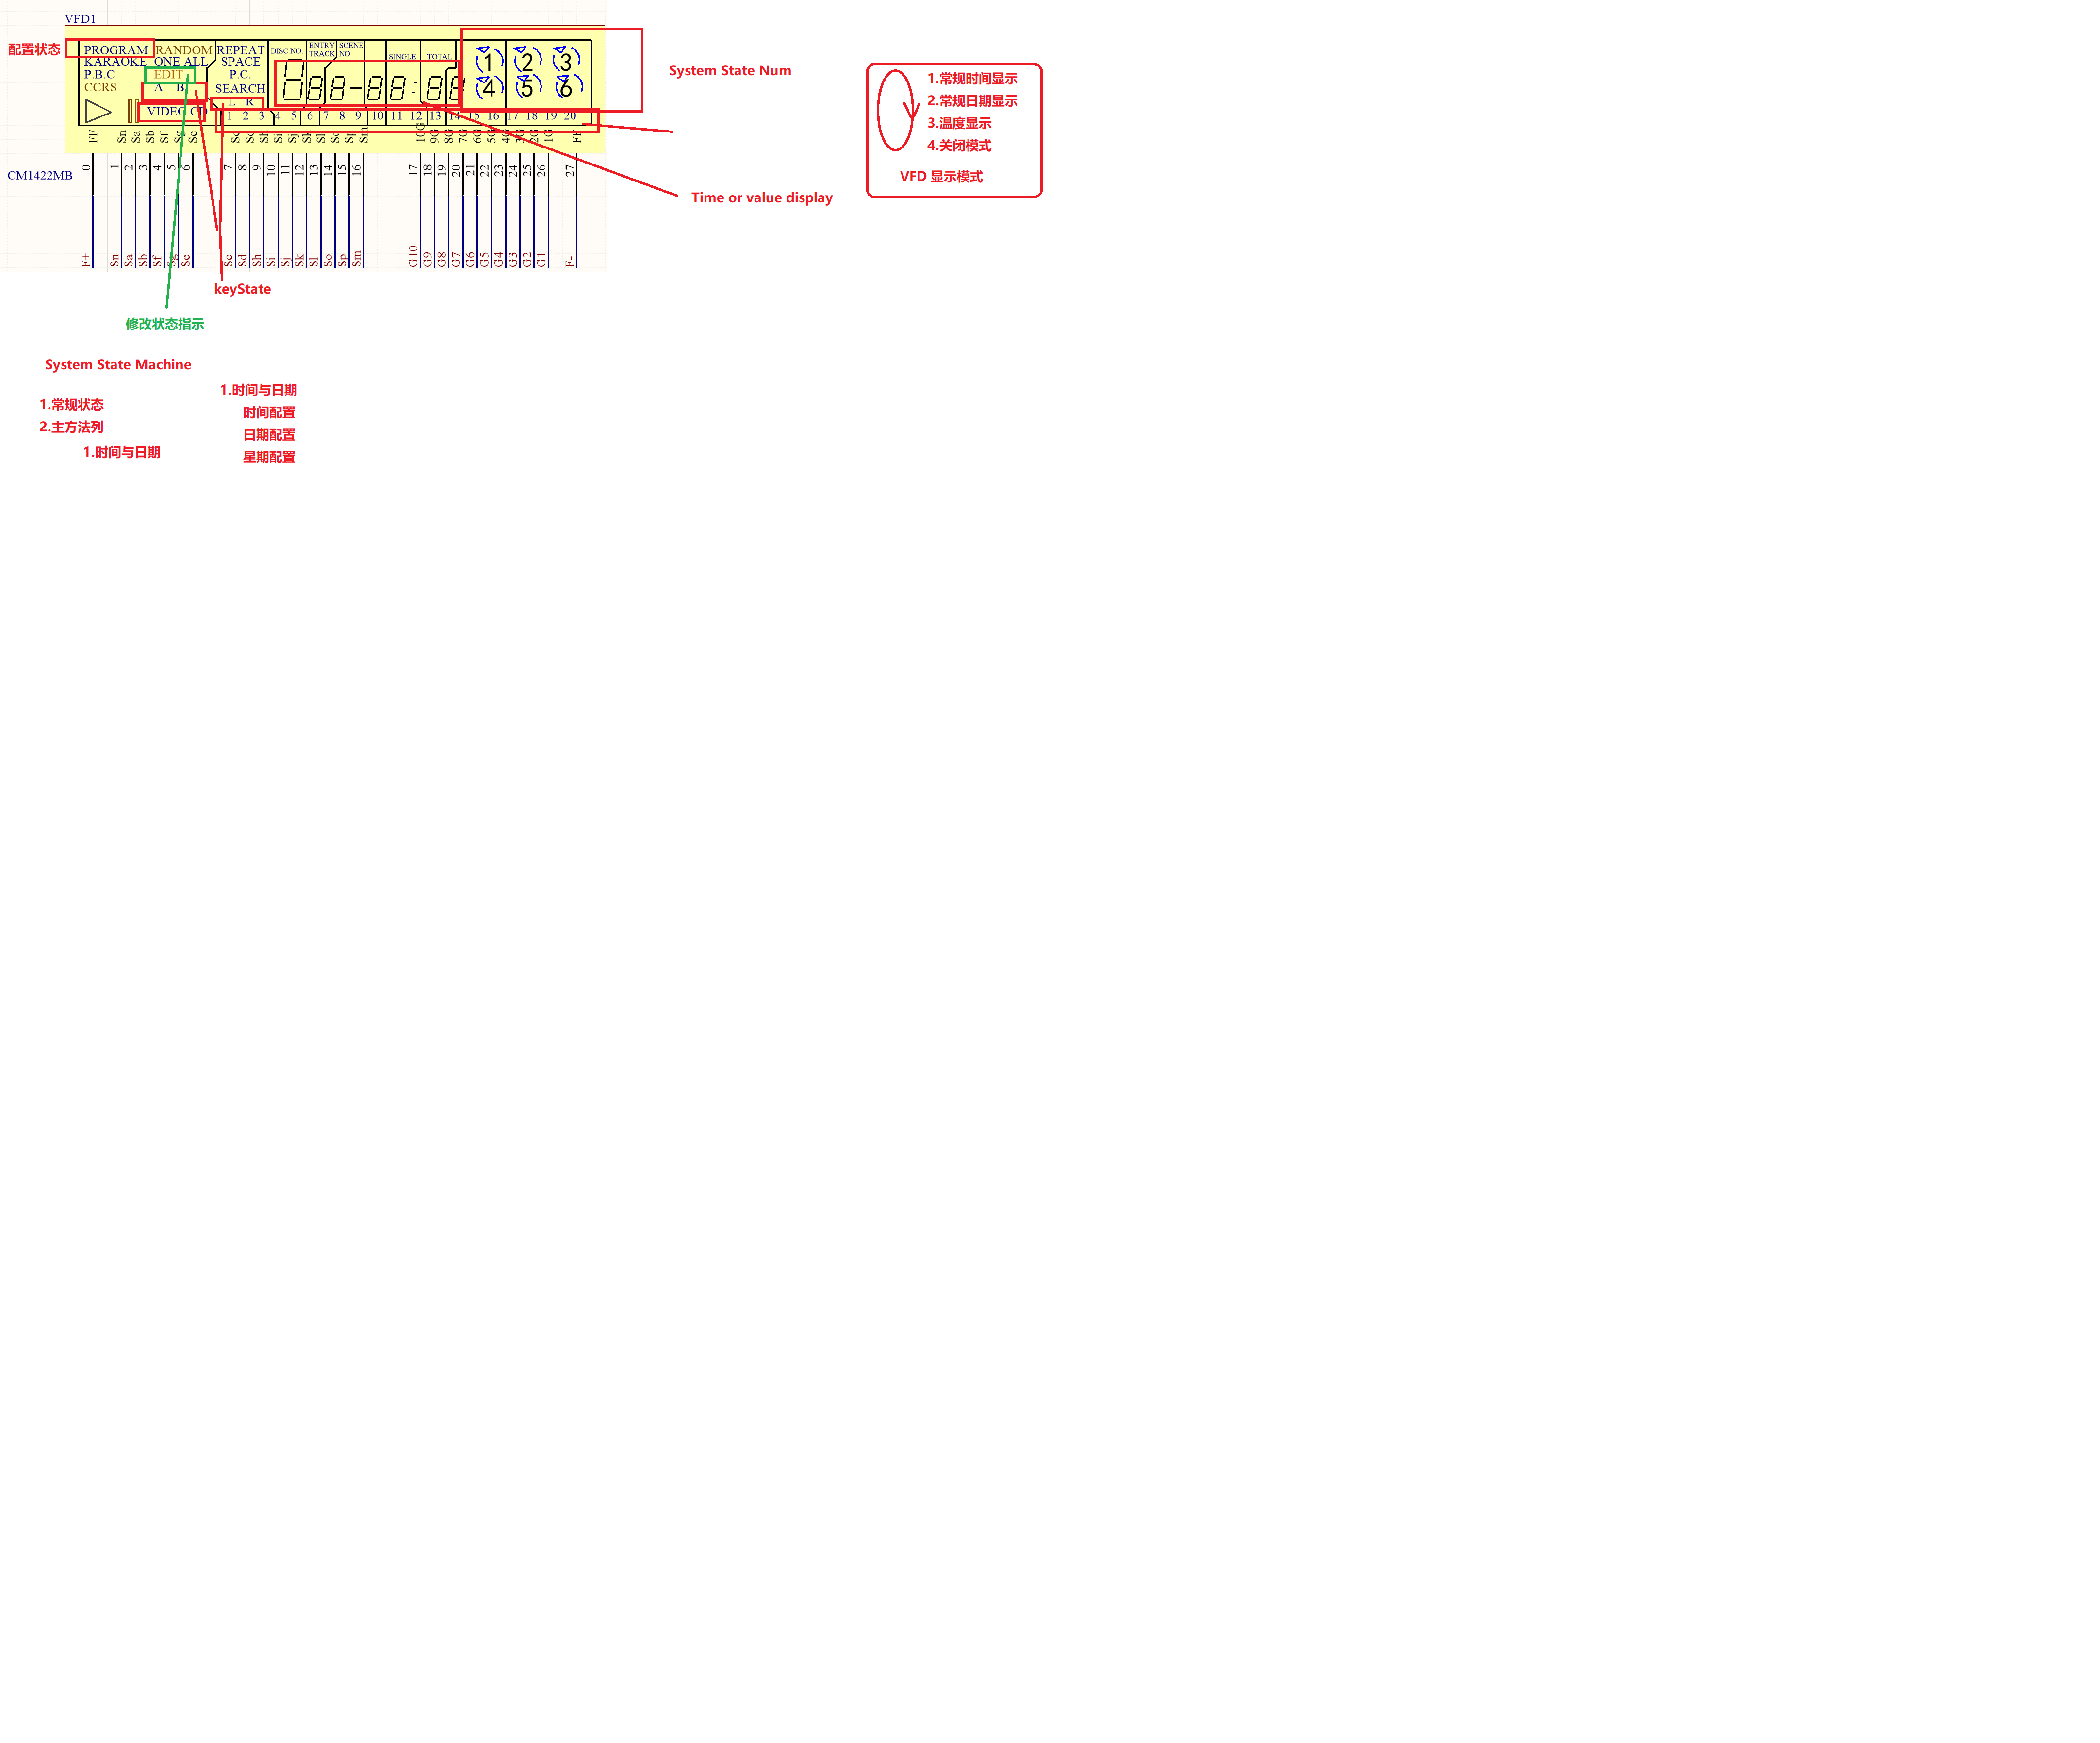 VFD1
配置状态
PROGRAM RANDOM REPEAT DISC NO. ENTRY SCENE
TRACK NO.
KARAOKE ONE ALL SPACE SINGLE TOTAL
P.B.C EDIT P.C.
CCRS A B SEARCH
L R
VIDEO CD
88-88:88
1 2 3
4 5 6
1 2 3 4 5 6 7 8 9 10 11 12 13 14 15 16 17 18 19 20
FF Sn Sa Sb Sf Sg Se Sc Sd Sh Si Sj Sk Sl So Sp Sm 10G 9G 8G 7G 6G 5G 4G 3G 2G 1G FF
0 1 2 3 4 5 6 7 8 9 10 11 12 13 14 15 16 17 18 19 20 21 22 23 24 25 26 27
CM1422MB
F+ Sn Sa Sb Sf Sg Se Sc Sd Sh Si Sj Sk Sl So Sp Sm G10 G9 G8 G7 G6 G5 G4 G3 G2 G1 F-
System State Num
Time or value display
1.常规时间显示
2.常规日期显示
3.温度显示
4.关闭模式
VFD 显示模式
keyState
修改状态指示
System State Machine
1.常规状态
2.主方法列
1.时间与日期
1.时间与日期
时间配置
日期配置
星期配置